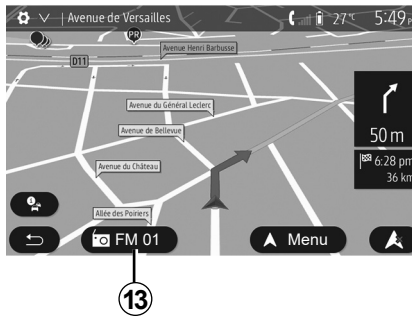 Avenue de Versailles
27 °C
5:49
PR
Avenue Henri Barbusse
D11
Avenue du Général Leclerc
Avenue de Bellevue
50 m
Avenue du Château
6:28 pm
36 km
Allée des Poiriers
FM 01
Menu
13